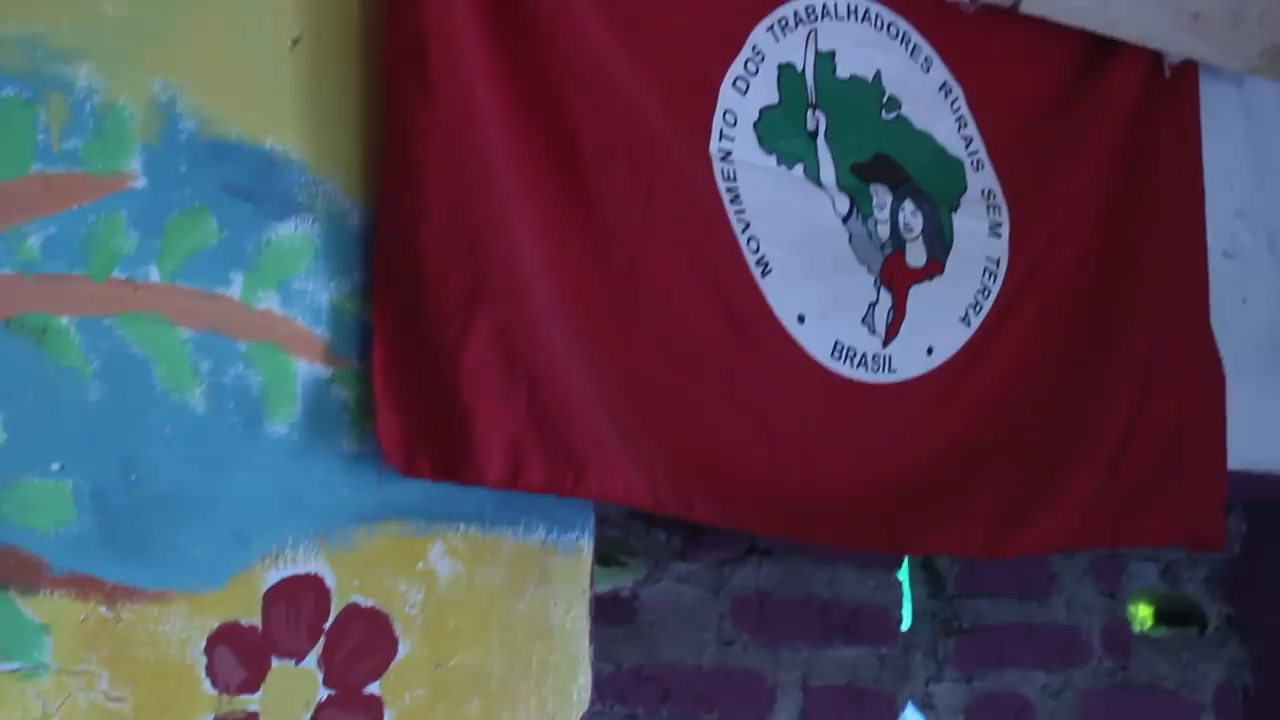 MOVIMENTO DOS TRABALHADORES RURAIS SEM TERRA
• BRASIL •